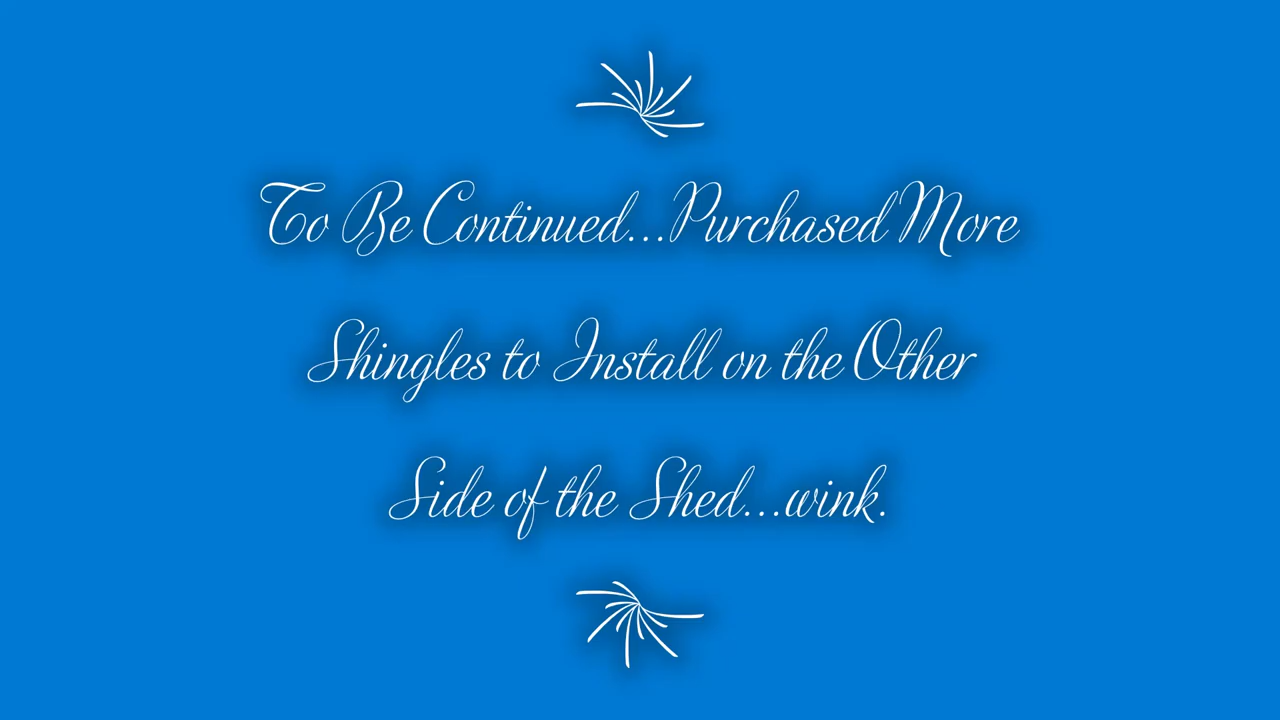 To Be Continued...Purchased More
Shingles to Install on the Other
Side of the Shed...wink.